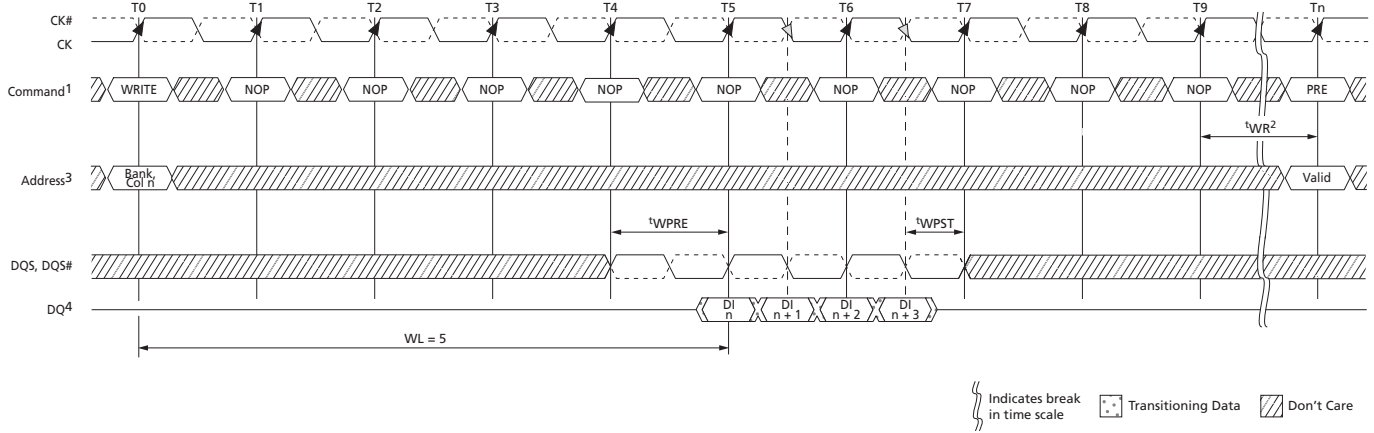 T0 T1 T2 T3 T4 T5 T6 T7 T8 T9 Tn
CK#
CK
Command1 WRITE NOP NOP NOP NOP NOP NOP NOP NOP NOP PRE
tWR2
Address3 Bank, Col n Valid
tWPRE tWPST
DQS, DQS#
DQ4 DI n DI n + 1 DI n + 2 DI n + 3
WL = 5
Indicates break in time scale
Transitioning Data
Don't Care